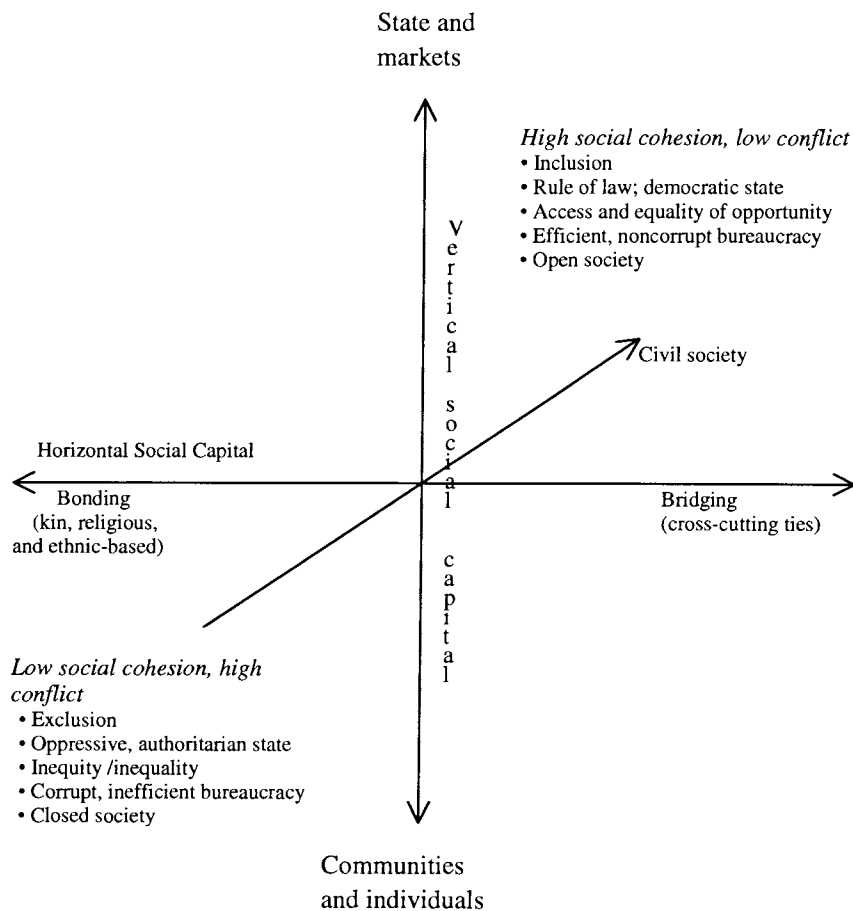 State and
markets
High social cohesion, low conflict
• Inclusion
• Rule of law; democratic state
• Access and equality of opportunity
• Efficient, noncorrupt bureaucracy
• Open society
Vertical social capital
Civil society
Horizontal Social Capital
Bonding
(kin, religious,
and ethnic-based)
Bridging
(cross-cutting ties)
Low social cohesion, high
conflict
• Exclusion
• Oppressive, authoritarian state
• Inequity /inequality
• Corrupt, inefficient bureaucracy
• Closed society
Communities
and individuals